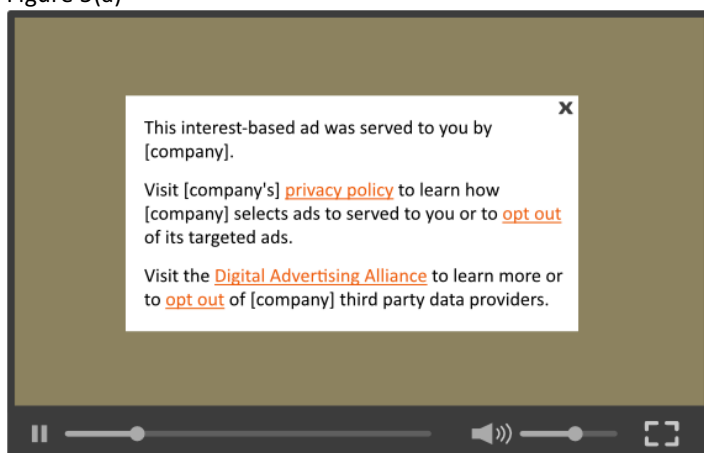 Figure 5(a)
X
This interest-based ad was served to you by
[company].
Visit [company's] privacy policy to learn how
[company] selects ads to served to you or to opt out
of its targeted ads.
Visit the Digital Advertising Alliance to learn more or
to opt out of [company] third party data providers.